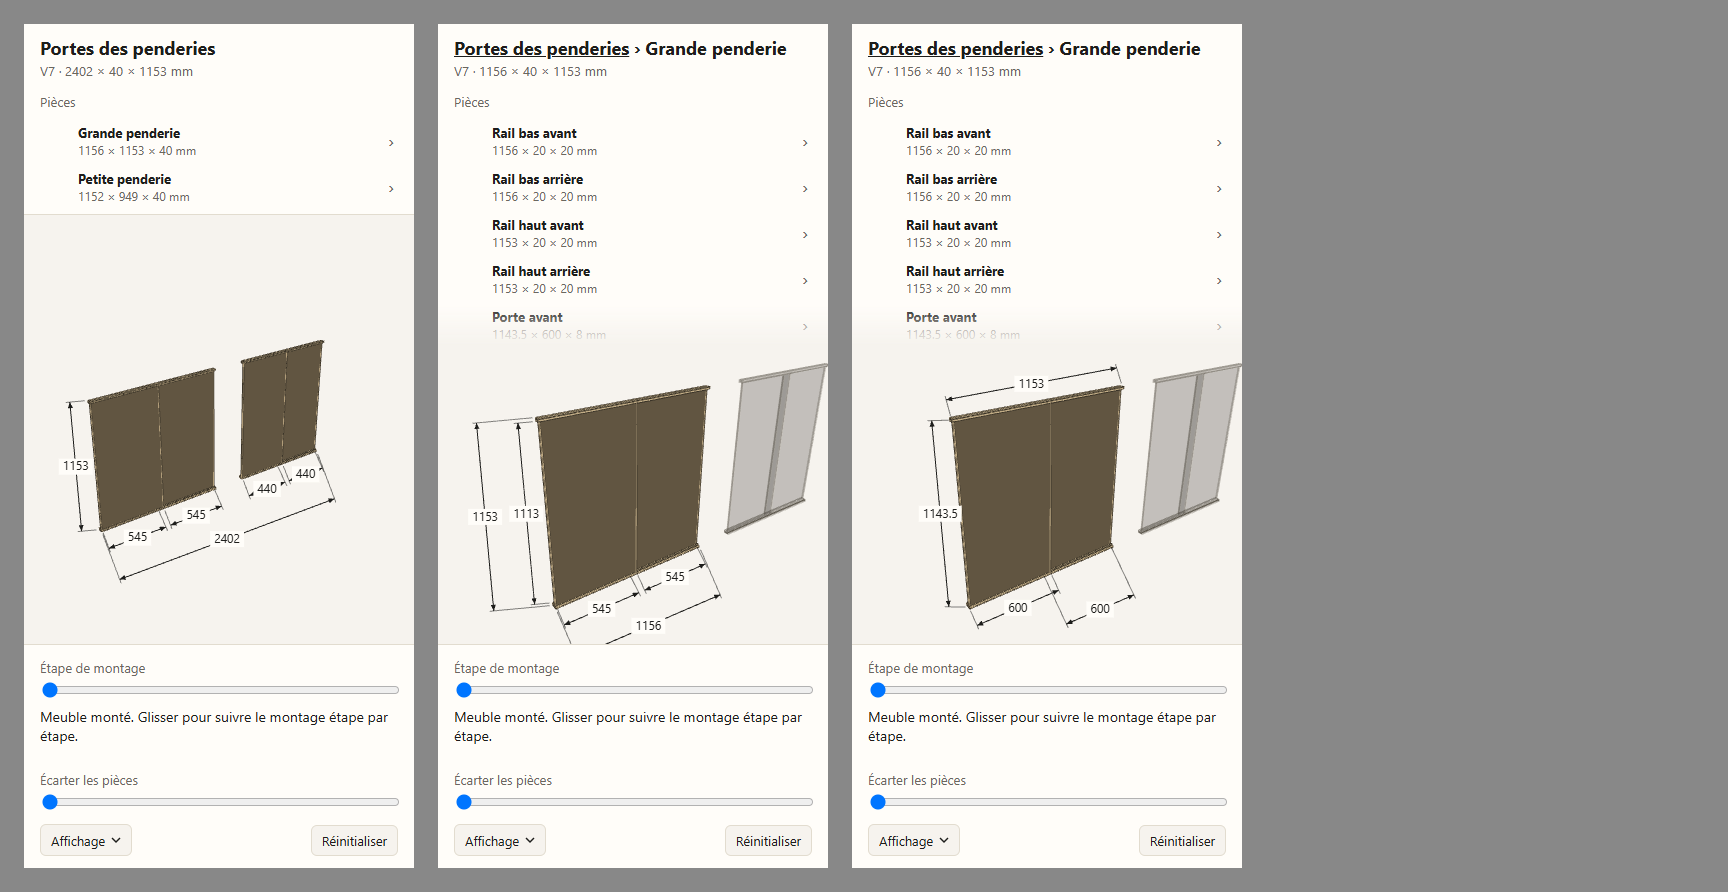 Portes des penderies
V7 · 2402 × 40 × 1153 mm
Pièces
Grande penderie
1156 × 1153 × 40 mm
›
Petite penderie
1152 × 949 × 40 mm
›
1153
545
545
440
440
2402
Étape de montage
Meuble monté. Glisser pour suivre le montage étape par
étape.
Écarter les pièces
Affichage
Réinitialiser
Portes des penderies › Grande penderie
V7 · 1156 × 40 × 1153 mm
Pièces
Rail bas avant
1156 × 20 × 20 mm
›
Rail bas arrière
1156 × 20 × 20 mm
›
Rail haut avant
1153 × 20 × 20 mm
›
Rail haut arrière
1153 × 20 × 20 mm
›
Porte avant
1143.5 × 600 × 8 mm
›
1153
1113
545
545
1156
Étape de montage
Meuble monté. Glisser pour suivre le montage étape par
étape.
Écarter les pièces
Affichage
Réinitialiser
Portes des penderies › Grande penderie
V7 · 1156 × 40 × 1153 mm
Pièces
Rail bas avant
1156 × 20 × 20 mm
›
Rail bas arrière
1156 × 20 × 20 mm
›
Rail haut avant
1153 × 20 × 20 mm
›
Rail haut arrière
1153 × 20 × 20 mm
›
Porte avant
1143.5 × 600 × 8 mm
›
1153
1143.5
600
600
Étape de montage
Meuble monté. Glisser pour suivre le montage étape par
étape.
Écarter les pièces
Affichage
Réinitialiser